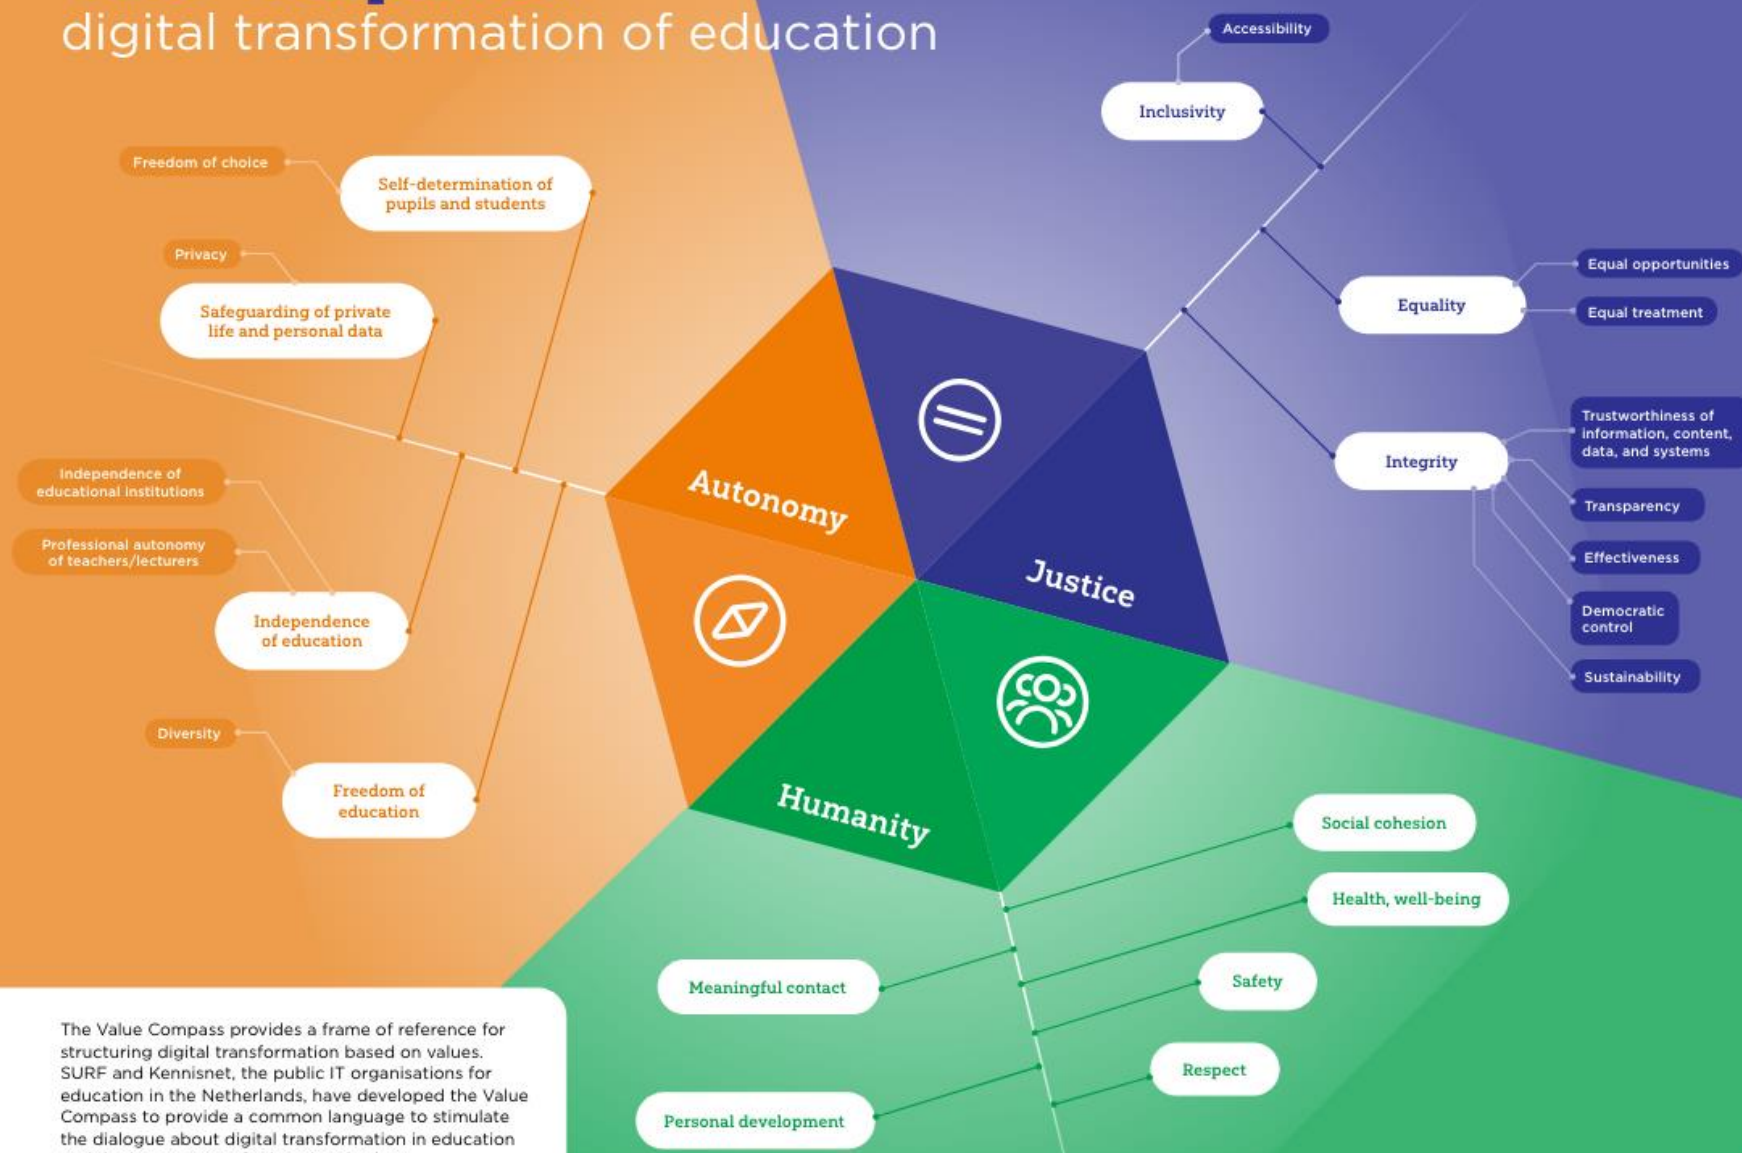 digital transformation of education
Freedom of choice
Self-determination of
pupils and students
Privacy
Safeguarding of private
life and personal data
Independence of
educational institutions
Professional autonomy
of teachers/lecturers
Independence
of education
Diversity
Freedom of
education
Autonomy
Accessibility
Inclusivity
Equality
Equal opportunities
Equal treatment
Integrity
Trustworthiness of
information, content,
data, and systems
Transparency
Effectiveness
Democratic
control
Sustainability
Justice
Humanity
Social cohesion
Health, well-being
Meaningful contact
Safety
Respect
Personal development
The Value Compass provides a frame of reference for
structuring digital transformation based on values.
SURF and Kennisnet, the public IT organisations for
education in the Netherlands, have developed the Value
Compass to provide a common language to stimulate
the dialogue about digital transformation in education